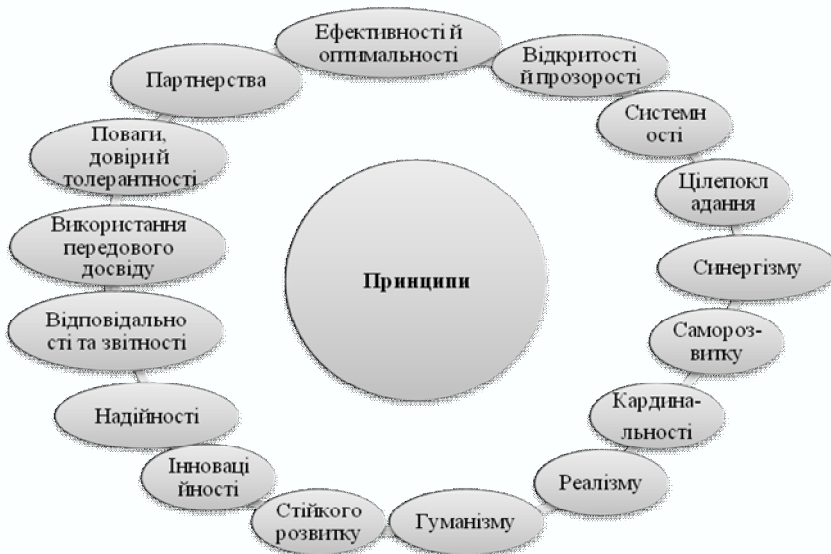 Ефективності й
оптимальності
Відкритості
й прозорості
Системн
ості
Цілепокл
адання
Синергізму
Саморoз-
витку
Кардина-
льності
Реалізму
Гуманізму
Стійкого
розвитку
Інноваці
йності
Надійності
Відповідально
сті та звітності
Використання
передового
досвіду
Поваги,
довіри й
толерантності
Партнерства
Принципи